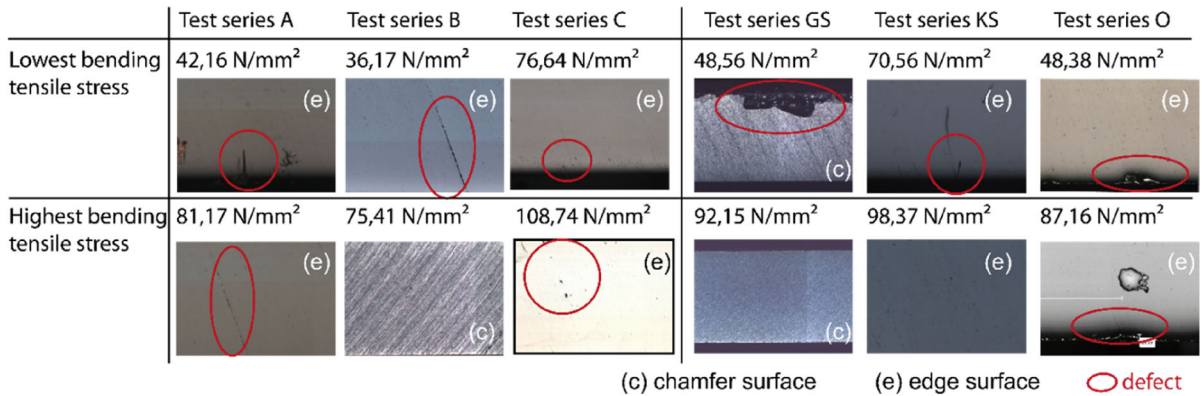 Test series A Test series B Test series C Test series GS Test series KS Test series O
Lowest bending 42,16 N/mm² 36,17 N/mm² 76,64 N/mm² 48,56 N/mm² 70,56 N/mm² 48,38 N/mm²
tensile stress (e) (e) (e) (c) (e) (e)
Highest bending 81,17 N/mm² 75,41 N/mm² 108,74 N/mm² 92,15 N/mm² 98,37 N/mm² 87,16 N/mm²
tensile stress (e) (c) (e) (c) (e) (e)
(c) chamfer surface (e) edge surface defect